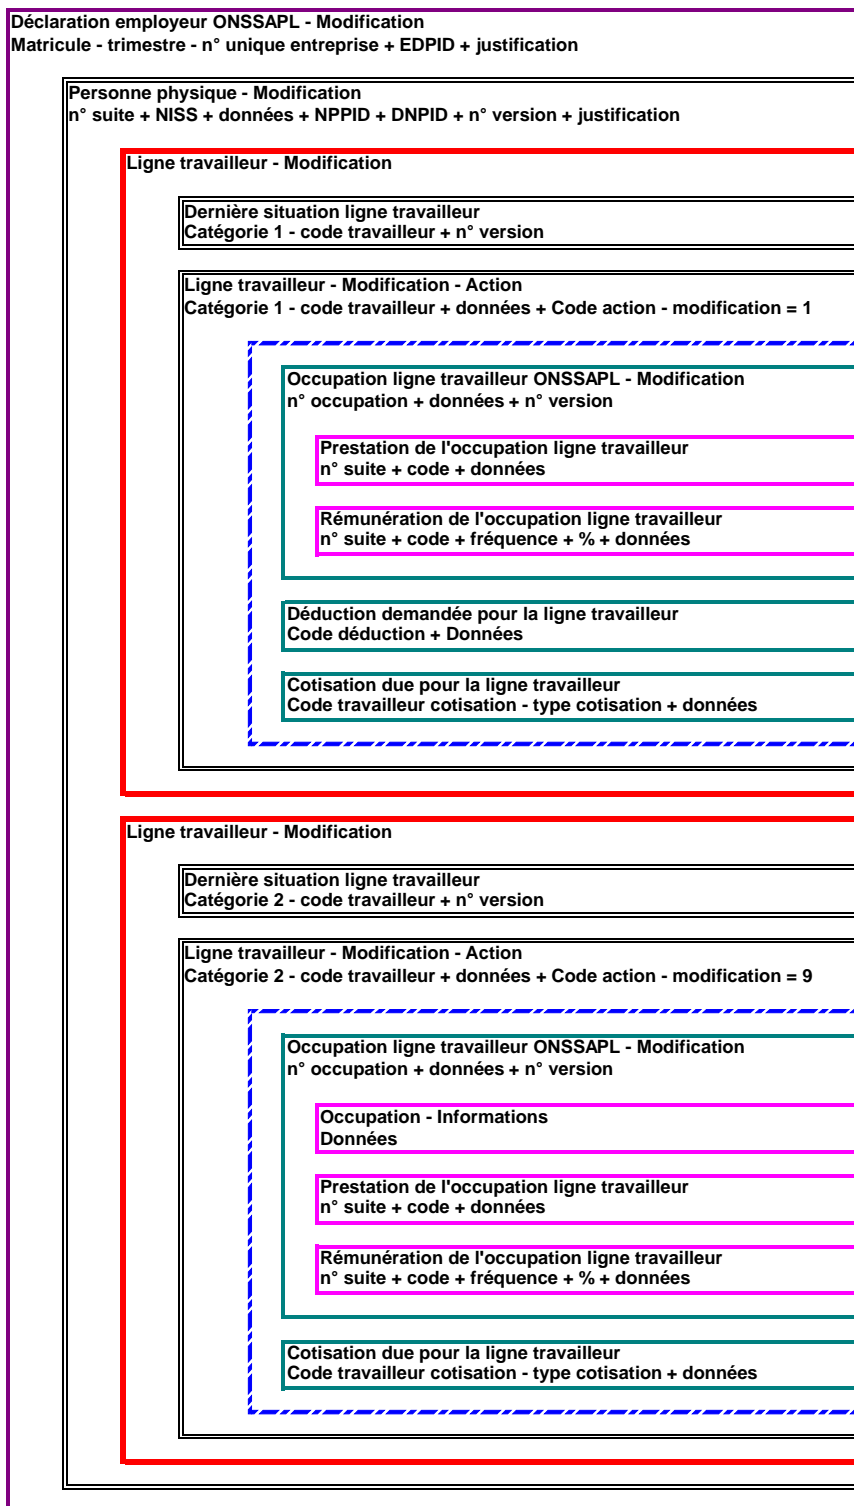 Déclaration employeur ONSSAPL - Modification
Matricule - trimestre - n° unique entreprise + EDPID + justification
Personne physique - Modification
n° suite + NISS + données + NPPID + DNPID + n° version + justification
Ligne travailleur - Modification
Dernière situation ligne travailleur
Catégorie 1 - code travailleur + n° version
Ligne travailleur - Modification - Action
Catégorie 1 - code travailleur + données + Code action - modification = 1
Occupation ligne travailleur ONSSAPL - Modification
n° occupation + données + n° version
Prestation de l'occupation ligne travailleur
n° suite + code + données
Rémunération de l'occupation ligne travailleur
n° suite + code + fréquence + % + données
Déduction demandée pour la ligne travailleur
Code déduction + Données
Cotisation due pour la ligne travailleur
Code travailleur cotisation - type cotisation + données
Ligne travailleur - Modification
Dernière situation ligne travailleur
Catégorie 2 - code travailleur + n° version
Ligne travailleur - Modification - Action
Catégorie 2 - code travailleur + données + Code action - modification = 9
Occupation ligne travailleur ONSSAPL - Modification
n° occupation + données + n° version
Occupation - Informations
Données
Prestation de l'occupation ligne travailleur
n° suite + code + données
Rémunération de l'occupation ligne travailleur
n° suite + code + fréquence + % + données
Cotisation due pour la ligne travailleur
Code travailleur cotisation - type cotisation + données